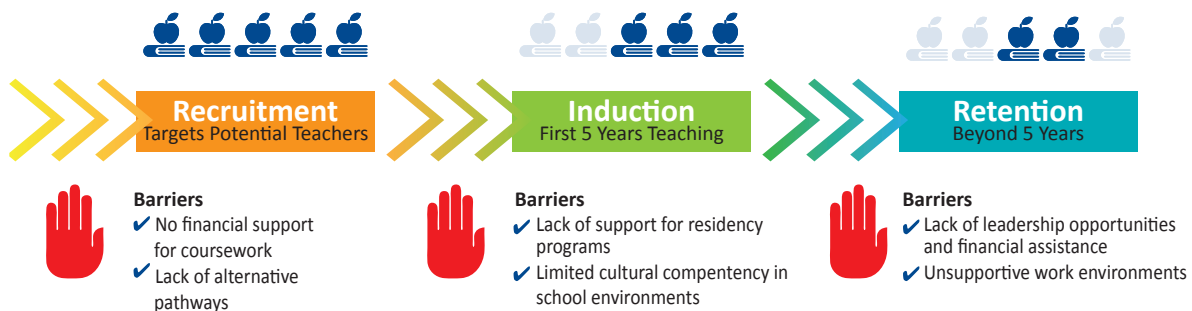 Recruitment
Targets Potential Teachers
Barriers
✔ No financial support
for coursework
✔ Lack of alternative
pathways
Induction
First 5 Years Teaching
Barriers
✔ Lack of support for residency
programs
✔ Limited cultural compentency in
school environments
Retention
Beyond 5 Years
Barriers
✔ Lack of leadership opportunities
and financial assistance
✔ Unsupportive work environments